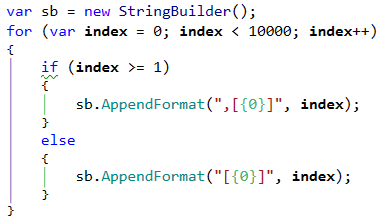 var sb = new StringBuilder();
for (var index = 0; index < 10000; index++)
{
    if (index >= 1)
    {
        sb.AppendFormat(",[{0}]", index);
    }
    else
    {
        sb.AppendFormat("[{0}]", index);
    }
}